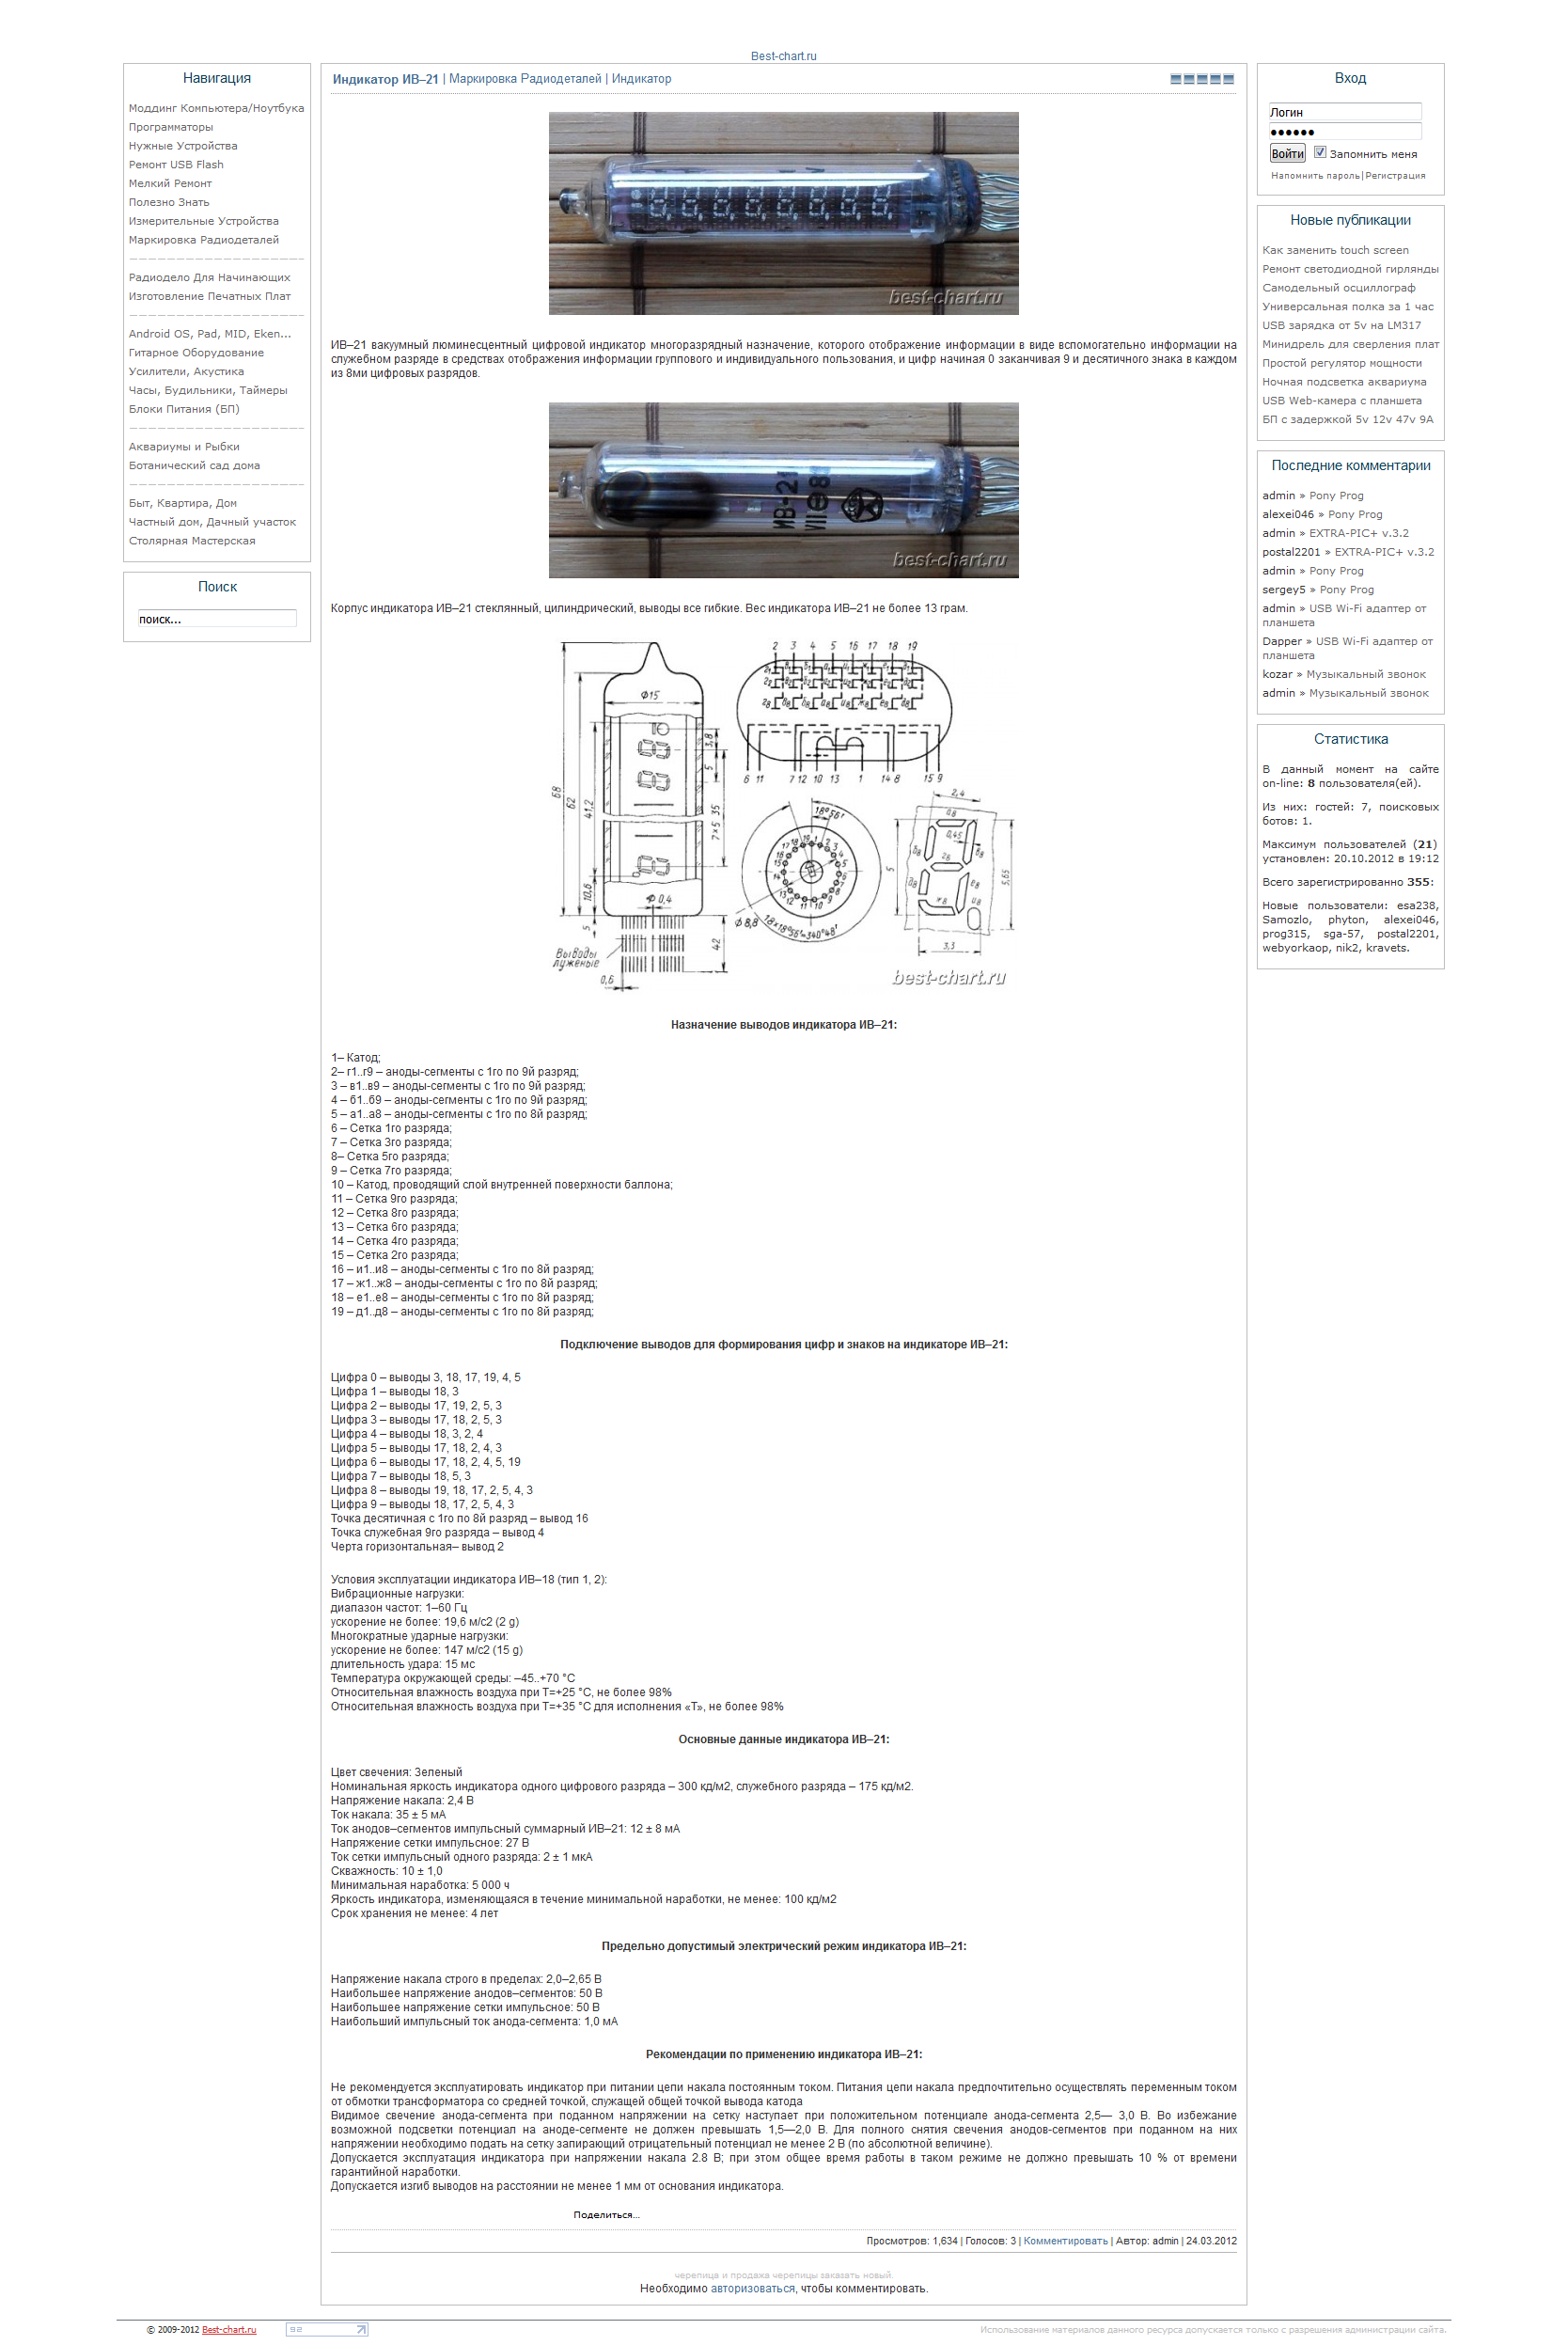 Best-chart.ru
Навигация
Моддинг Компьютера/Ноутбука
Программаторы
Нужные Устройства
Ремонт USB Flash
Мелкий Ремонт
Полезно Знать
Измерительные Устройства
Маркировка Радиодеталей
Радиодело Для Начинающих
Изготовление Печатных Плат
Android OS, Pad, MID, Eken...
Гитарное Оборудование
Усилители, Акустика
Часы, Будильники, Таймеры
Блоки Питания (БП)
Аквариумы и Рыбки
Ботанический сад дома
Быт, Квартира, Дом
Частный дом, Дачный участок
Столярная Мастерская
Поиск
поиск...
Индикатор ИВ–21 | Маркировка Радиодеталей | Индикатор
best-chart.ru
ИВ–21 вакуумный люминесцентный цифровой индикатор многоразрядный назначение, которого отображение информации в виде вспомогательно информации на
служебном разряде в средствах отображения информации группового и индивидуального пользования, и цифр начиная 0 заканчивая 9 и десятичного знака в каждом
из 8ми цифровых разрядов.
ИВ-21
VII 8
best-chart.ru
Корпус индикатора ИВ–21 стеклянный, цилиндрический, выводы все гибкие. Вес индикатора ИВ–21 не более 13 грам.
2 3 4 5 16 17 18 19
Ф15
68
62
41,2
10,6
5
3,8
5
7×5 35
Ф 0,4
42
Выводы
луженые
0,6
6 11 7 12 10 13 1 14 8 15 9
18°56'
Ф 8,8
18×18°56'=340°48'
2,4
0,8
0,45
5
5,65
3,3
best-chart.ru
Назначение выводов индикатора ИВ–21:
1– Катод;
2– г1..г9 – аноды-сегменты с 1го по 9й разряд;
3 – в1..в9 – аноды-сегменты с 1го по 9й разряд;
4 – б1..б9 – аноды-сегменты с 1го по 9й разряд;
5 – а1..а8 – аноды-сегменты с 1го по 8й разряд;
6 – Сетка 1го разряда;
7 – Сетка 3го разряда;
8– Сетка 5го разряда;
9 – Сетка 7го разряда;
10 – Катод, проводящий слой внутренней поверхности баллона;
11 – Сетка 9го разряда;
12 – Сетка 8го разряда;
13 – Сетка 6го разряда;
14 – Сетка 4го разряда;
15 – Сетка 2го разряда;
16 – и1..и8 – аноды-сегменты с 1го по 8й разряд;
17 – ж1..ж8 – аноды-сегменты с 1го по 8й разряд;
18 – е1..е8 – аноды-сегменты с 1го по 8й разряд;
19 – д1..д8 – аноды-сегменты с 1го по 8й разряд;
Подключение выводов для формирования цифр и знаков на индикаторе ИВ–21:
Цифра 0 – выводы 3, 18, 17, 19, 4, 5
Цифра 1 – выводы 18, 3
Цифра 2 – выводы 17, 19, 2, 5, 3
Цифра 3 – выводы 17, 18, 2, 5, 3
Цифра 4 – выводы 18, 3, 2, 4
Цифра 5 – выводы 17, 18, 2, 4, 3
Цифра 6 – выводы 17, 18, 2, 4, 5, 19
Цифра 7 – выводы 18, 5, 3
Цифра 8 – выводы 19, 18, 17, 2, 5, 4, 3
Цифра 9 – выводы 18, 17, 2, 5, 4, 3
Точка десятичная с 1го по 8й разряд – вывод 16
Точка служебная 9го разряда – вывод 4
Черта горизонтальная– вывод 2
Условия эксплуатации индикатора ИВ–18 (тип 1, 2):
Вибрационные нагрузки:
диапазон частот: 1–60 Гц
ускорение не более: 19,6 м/с2 (2 g)
Многократные ударные нагрузки:
ускорение не более: 147 м/с2 (15 g)
длительность удара: 15 мс
Температура окружающей среды: –45..+70 °С
Относительная влажность воздуха при Т=+25 °С, не более 98%
Относительная влажность воздуха при Т=+35 °С для исполнения «Т», не более 98%
Основные данные индикатора ИВ–21:
Цвет свечения: Зеленый
Номинальная яркость индикатора одного цифрового разряда – 300 кд/м2, служебного разряда – 175 кд/м2.
Напряжение накала: 2,4 В
Ток накала: 35 ± 5 мА
Ток анодов–сегментов импульсный суммарный ИВ–21: 12 ± 8 мА
Напряжение сетки импульсное: 27 В
Ток сетки импульсный одного разряда: 2 ± 1 мкА
Скважность: 10 ± 1,0
Минимальная наработка: 5 000 ч
Яркость индикатора, изменяющаяся в течение минимальной наработки, не менее: 100 кд/м2
Срок хранения не менее: 4 лет
Предельно допустимый электрический режим индикатора ИВ–21:
Напряжение накала строго в пределах: 2,0–2,65 В
Наибольшее напряжение анодов–сегментов: 50 В
Наибольшее напряжение сетки импульсное: 50 В
Наибольший импульсный ток анода-сегмента: 1,0 мА
Рекомендации по применению индикатора ИВ–21:
Не рекомендуется эксплуатировать индикатор при питании цепи накала постоянным током. Питания цепи накала предпочтительно осуществлять переменным током
от обмотки трансформатора со средней точкой, служащей общей точкой вывода катода
Видимое свечение анода-сегмента при поданном напряжении на сетку наступает при положительном потенциале анода-сегмента 2,5— 3,0 В. Во избежание
возможной подсветки потенциал на аноде-сегменте не должен превышать 1,5—2,0 В. Для полного снятия свечения анодов-сегментов при поданном на них
напряжении необходимо подать на сетку запирающий отрицательный потенциал не менее 2 В (по абсолютной величине).
Допускается эксплуатация индикатора при напряжении накала 2.8 В; при этом общее время работы в таком режиме не должно превышать 10 % от времени
гарантийной наработки.
Допускается изгиб выводов на расстоянии не менее 1 мм от основания индикатора.
Поделиться...
Просмотров: 1,634 | Голосов: 3 | Комментировать | Автор: admin | 24.03.2012
черепица и продажа черепицы заказать новый.
Необходимо авторизоваться, чтобы комментировать.
Вход
Логин
Войти Запомнить меня
Напомнить пароль|Регистрация
Новые публикации
Как заменить touch screen
Ремонт светодиодной гирлянды
Самодельный осциллограф
Универсальная полка за 1 час
USB зарядка от 5v на LM317
Минидрель для сверления плат
Простой регулятор мощности
Ночная подсветка аквариума
USB Web-камера с планшета
БП с задержкой 5v 12v 47v 9A
Последние комментарии
admin » Pony Prog
alexei046 » Pony Prog
admin » EXTRA-PIC+ v.3.2
postal2201 » EXTRA-PIC+ v.3.2
admin » Pony Prog
sergey5 » Pony Prog
admin » USB Wi-Fi адаптер от
планшета
Dapper » USB Wi-Fi адаптер от
планшета
kozar » Музыкальный звонок
admin » Музыкальный звонок
Статистика
В данный момент на сайте
on-line: 8 пользователя(ей).
Из них: гостей: 7, поисковых
ботов: 1.
Максимум пользователей (21)
установлен: 20.10.2012 в 19:12
Всего зарегистрированно 355:
Новые пользователи: esa238,
Samozlo, phyton, alexei046,
prog315, sga-57, postal2201,
webyorkaop, nik2, kravets.
© 2009-2012 Best-chart.ru
92
Использование материалов данного ресурса допускается только с разрешения администрации сайта.